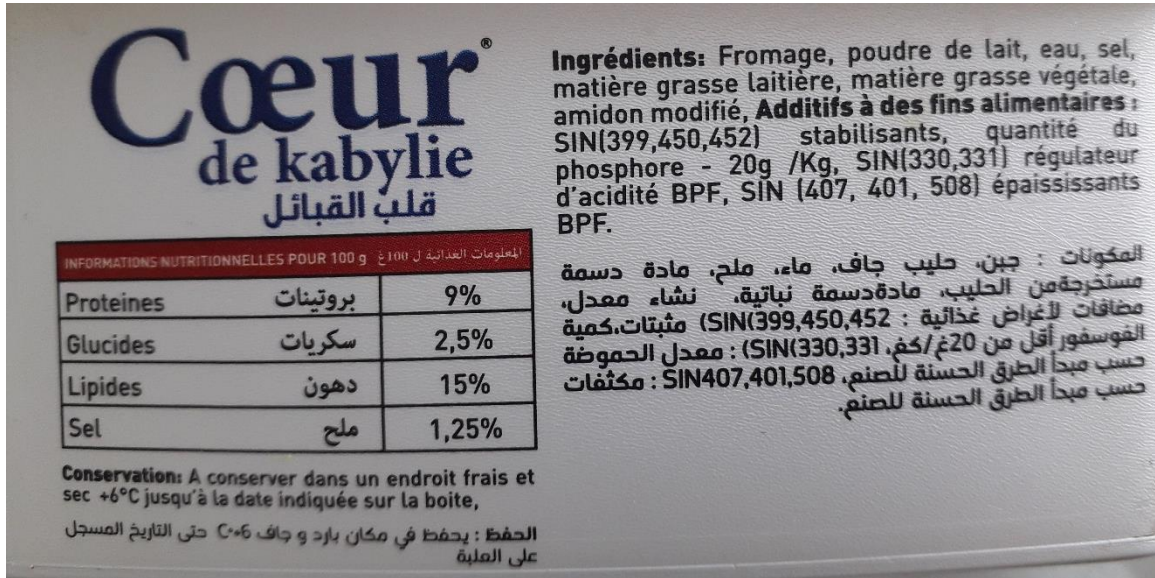 Cœur®
de kabylie
قلب القبائل
INFORMATIONS NUTRITIONNELLES POUR 100 g المعلومات الغذائية ل 100غ
Proteines بروتينات 9%
Glucides سكريات 2,5%
Lipides دهون 15%
Sel ملح 1,25%
Conservation: A conserver dans un endroit frais et
sec +6°C jusqu'à la date indiquée sur la boite,
الحفظ : يحفظ في مكان بارد و جاف C°+6 حتى التاريخ المسجل
على العلبة
Ingrédients: Fromage, poudre de lait, eau, sel,
matière grasse laitière, matière grasse végétale,
amidon modifié, Additifs à des fins alimentaires :
SIN(399,450,452) stabilisants, quantité du
phosphore - 20g /Kg, SIN(330,331) régulateur
d'acidité BPF, SIN (407, 401, 508) épaississants
BPF.
المكونات : جبن، حليب جاف، ماء، ملح، مادة دسمة
مستخرجةمن الحليب، مادةدسمة نباتية، نشاء معدل،
مضافات لأغراض غذائية : SIN(399,450,452) مثبتات،كمية
الفوسفور أقل من 20غ/كغ، SIN(330,331) : معدل الحموضة
حسب مبدأ الطرق الحسنة للصنع، SIN407,401,508 : مكثفات
حسب مبدأ الطرق الحسنة للصنع.